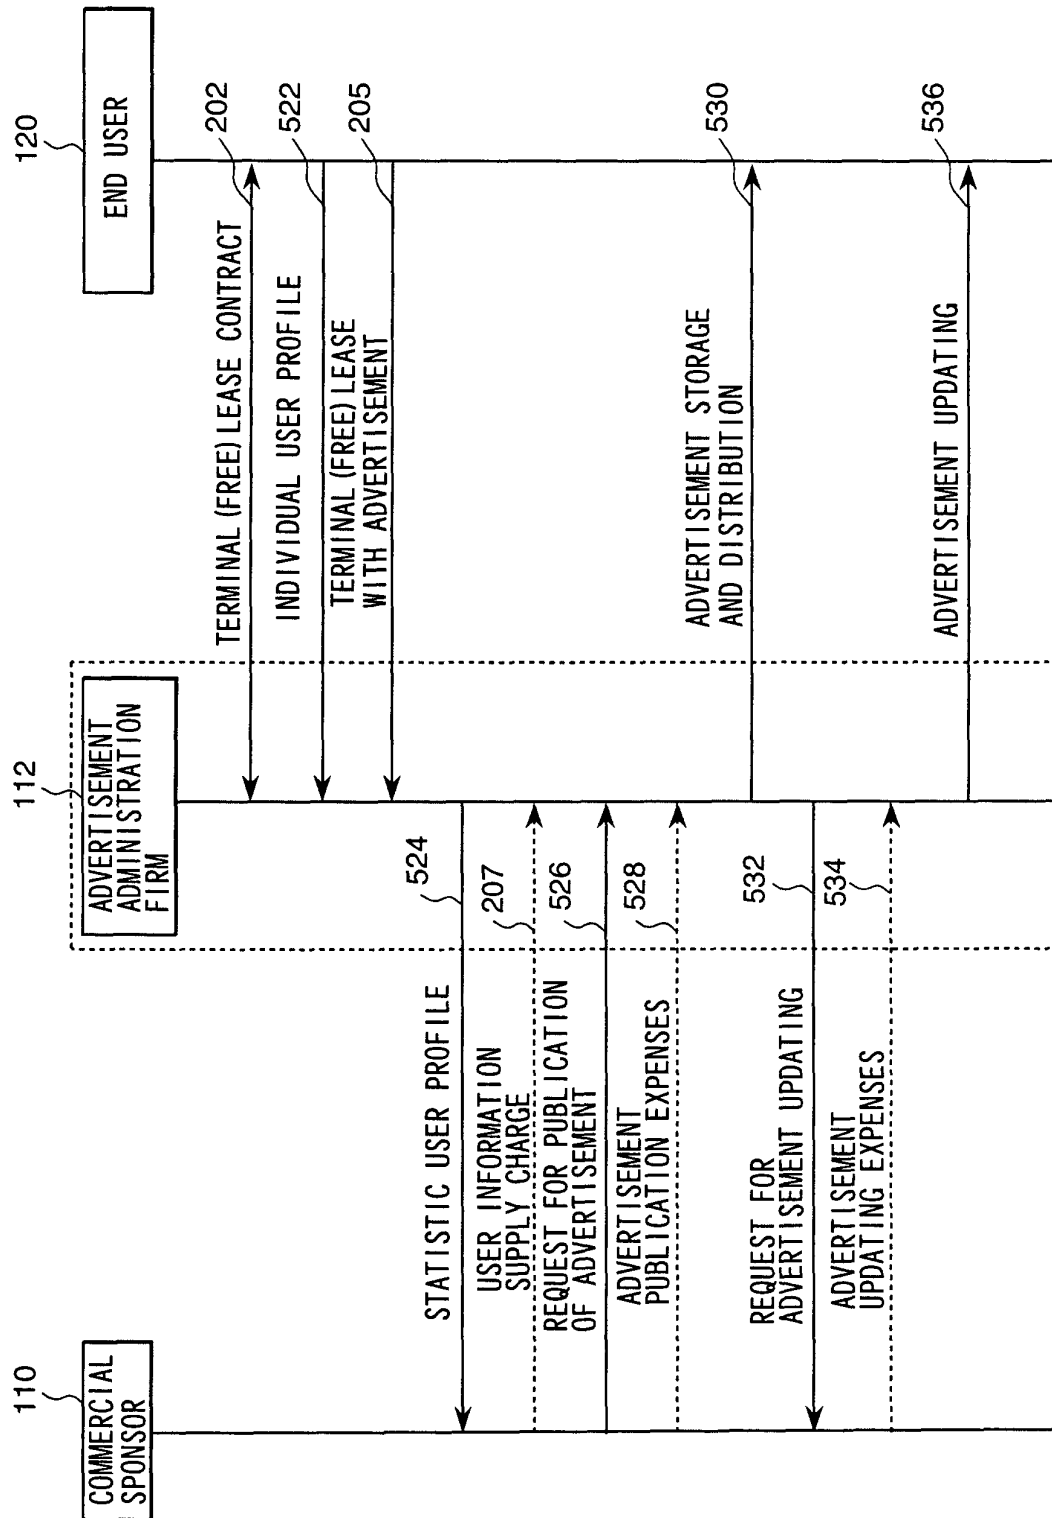 110
COMMERCIAL
SPONSOR
112
ADVERTISEMENT
ADMINISTRATION
FIRM
120
END USER
TERMINAL (FREE) LEASE CONTRACT
202
INDIVIDUAL USER PROFILE
522
TERMINAL (FREE) LEASE
WITH ADVERTISEMENT
205
STATISTIC USER PROFILE
524
USER INFORMATION
SUPPLY CHARGE
207
REQUEST FOR PUBLICATION
OF ADVERTISEMENT
526
ADVERTISEMENT
PUBLICATION EXPENSES
528
ADVERTISEMENT STORAGE
AND DISTRIBUTION
530
REQUEST FOR
ADVERTISEMENT UPDATING
532
ADVERTISEMENT
UPDATING EXPENSES
534
ADVERTISEMENT UPDATING
536